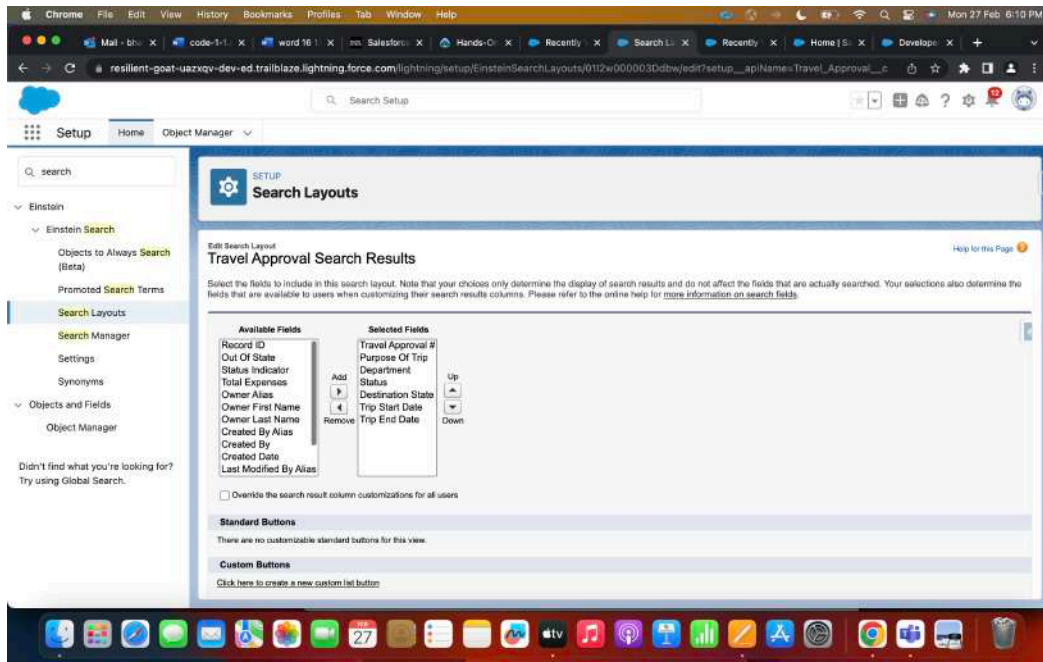 Chrome File Edit View History Bookmarks Profiles Tab Window Help Mon 27 Feb 6:10 PM
Mail - bh X code-1-1. X word 16 X Salesforc X Hands-O X Recently X Search L X Recently X Home | S X Develope X +
resilient-goat-uazxqv-dev-ed.trailblaze.lightning.force.com/lightning/setup/EinsteinSearchLayouts/01I2w000003Ddbw/edit?setup__apiName=Travel_Approval__c
Search Setup
12
Setup Home Object Manager
search
Einstein
Einstein Search
Objects to Always Search
(Beta)
Promoted Search Terms
Search Layouts
Search Manager
Settings
Synonyms
Objects and Fields
Object Manager
Didn't find what you're looking for?
Try using Global Search.
SETUP
Search Layouts
Edit Search Layout
Travel Approval Search Results
Help for this Page
Select the fields to include in this search layout. Note that your choices only determine the display of search results and do not affect the fields that are actually searched. Your selections also determine the
fields that are available to users when customizing their search results columns. Please refer to the online help for more information on search fields.
Available Fields
Record ID
Out Of State
Status Indicator
Total Expenses
Owner Alias
Owner First Name
Owner Last Name
Created By Alias
Created By
Created Date
Last Modified By Alias
Add
Remove
Selected Fields
Travel Approval #
Purpose Of Trip
Department
Status
Destination State
Trip Start Date
Trip End Date
Up
Down
Override the search result column customizations for all users
Standard Buttons
There are no customizable standard buttons for this view.
Custom Buttons
Click here to create a new custom list button
FEB
27
tv